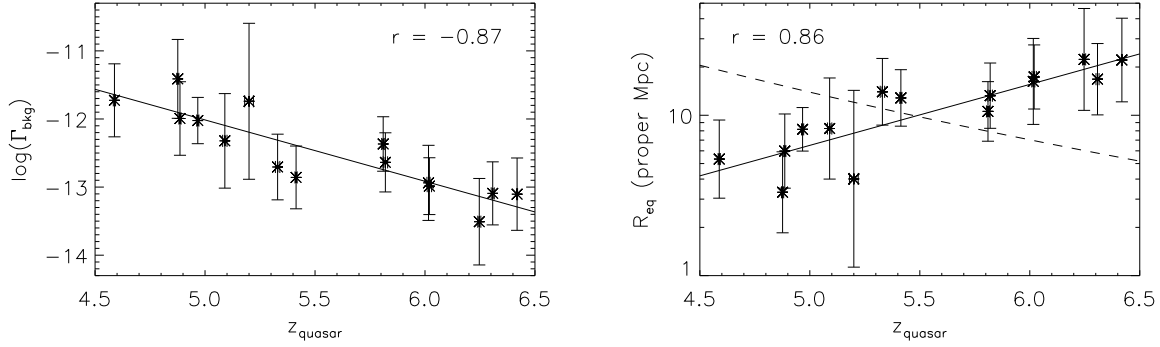 r = −0.87
−11
−12
−13
−14
log(Γbkg)
4.5 5.0 5.5 6.0 6.5
zquasar
r = 0.86
10
1
Req (proper Mpc)
4.5 5.0 5.5 6.0 6.5
zquasar